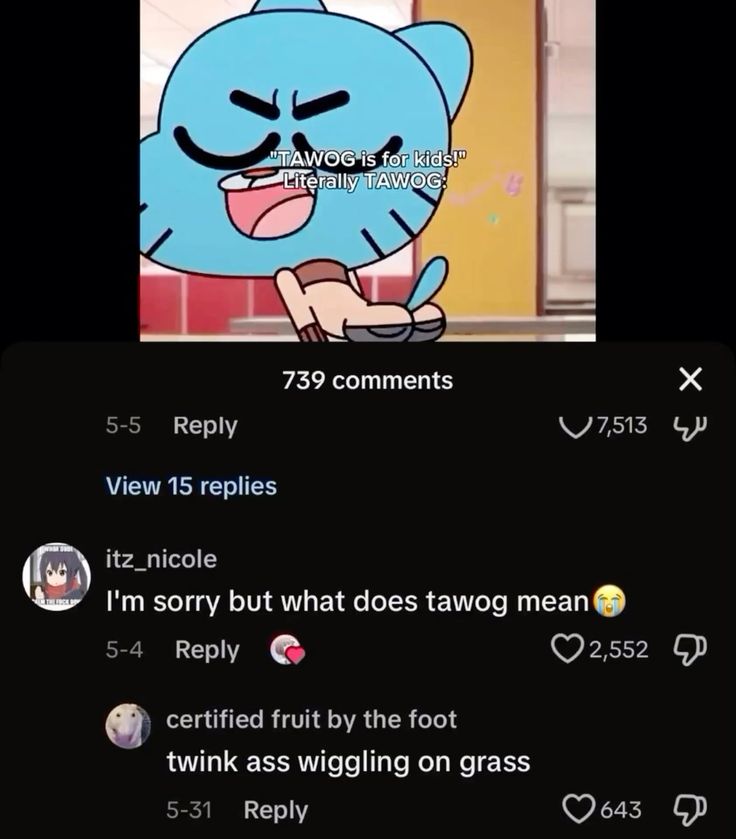 "TAWOG is for kids!"
Literally TAWOG:
739 comments
5-5 Reply 7,513
View 15 replies
itz_nicole
I'm sorry but what does tawog mean😭
5-4 Reply 2,552
certified fruit by the foot
twink ass wiggling on grass
5-31 Reply 643